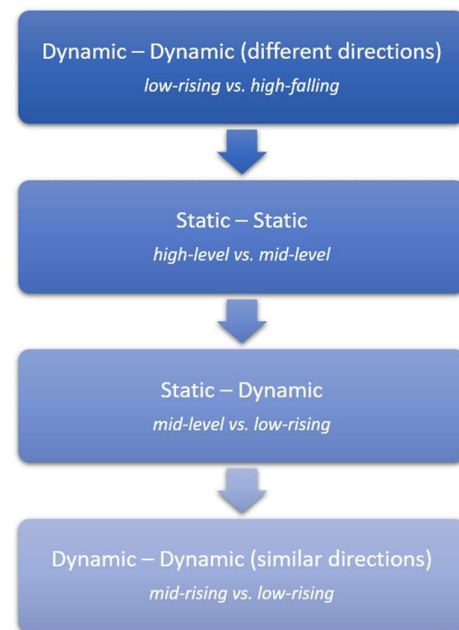 Dynamic – Dynamic (different directions)
low-rising vs. high-falling
Static – Static
high-level vs. mid-level
Static – Dynamic
mid-level vs. low-rising
Dynamic – Dynamic (similar directions)
mid-rising vs. low-rising